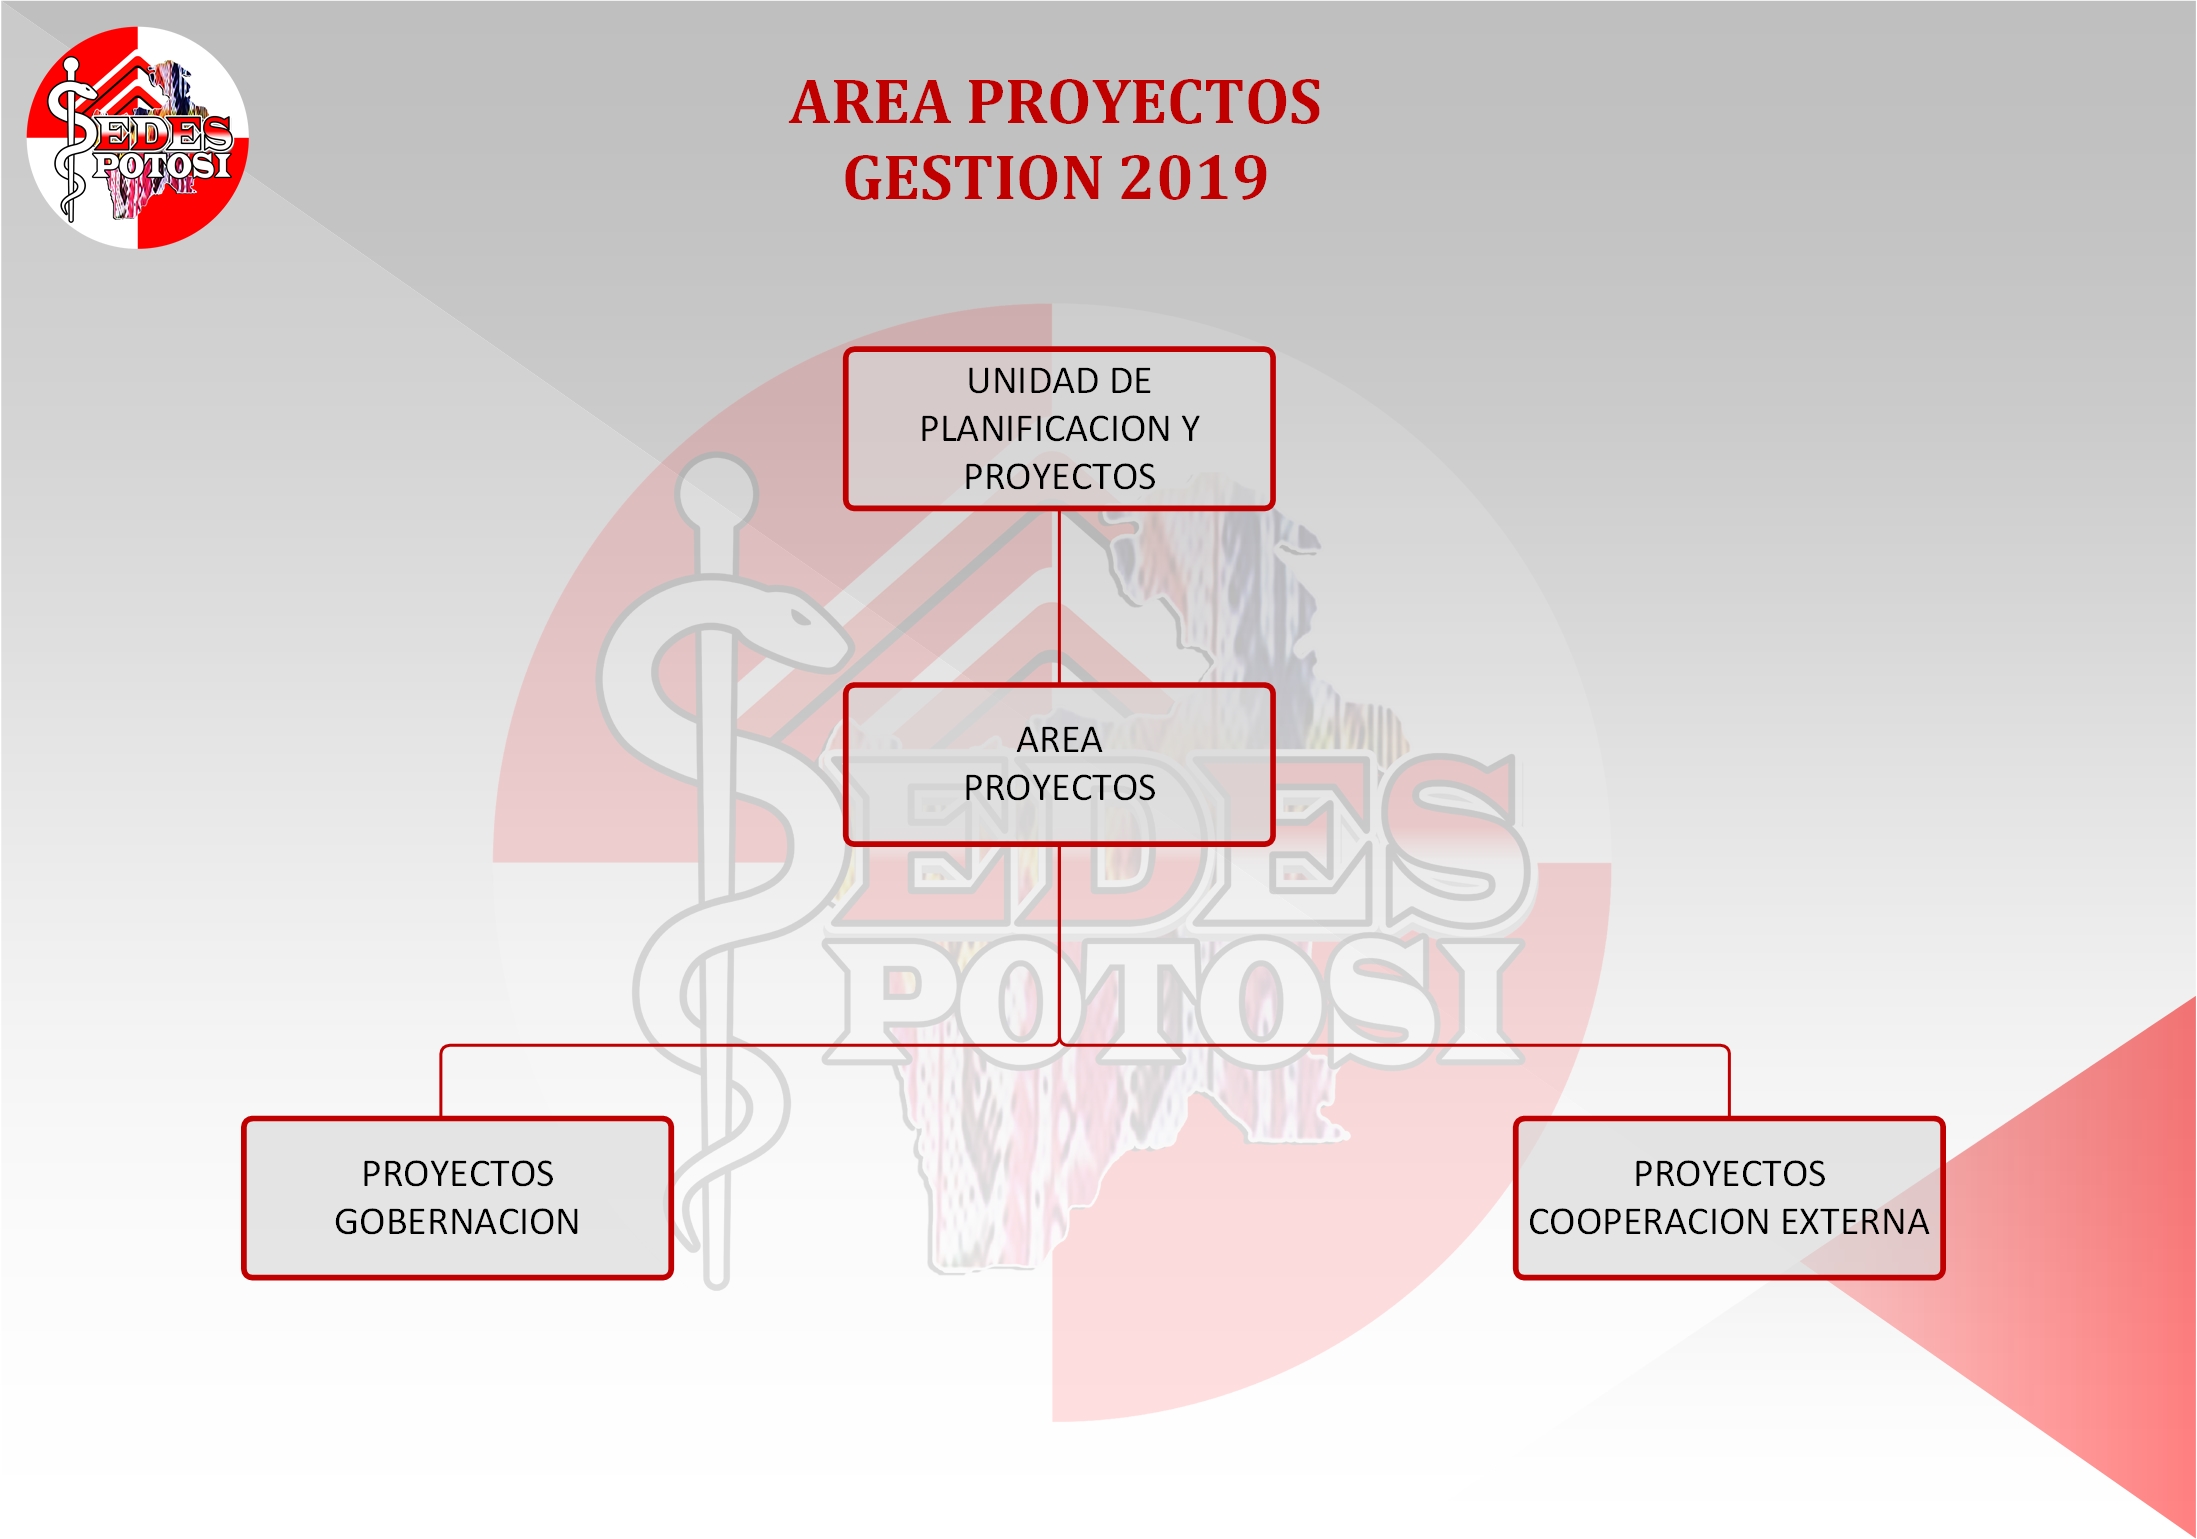 SEDES
POTOSI
AREA PROYECTOS
GESTION 2019
UNIDAD DE
PLANIFICACION Y
PROYECTOS
AREA
PROYECTOS
SEDES
POTOSI
PROYECTOS
GOBERNACION
PROYECTOS
COOPERACION EXTERNA